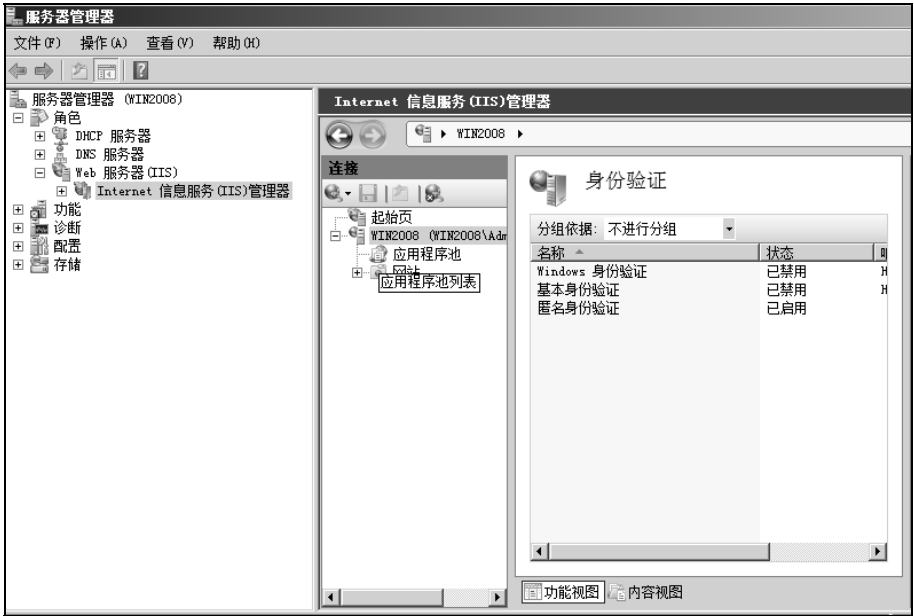 服务器管理器
文件(F) 操作(A) 查看(V) 帮助(H)
服务器管理器 (WIN2008)
角色
DHCP 服务器
DNS 服务器
Web 服务器(IIS)
Internet 信息服务(IIS)管理器
功能
诊断
配置
存储
Internet 信息服务(IIS)管理器
WIN2008
连接
起始页
WIN2008 (WIN2008\Adm
应用程序池
网站
应用程序池列表
身份验证
分组依据: 不进行分组
名称 状态
Windows 身份验证 已禁用 H
基本身份验证 已禁用 H
匿名身份验证 已启用
功能视图 内容视图